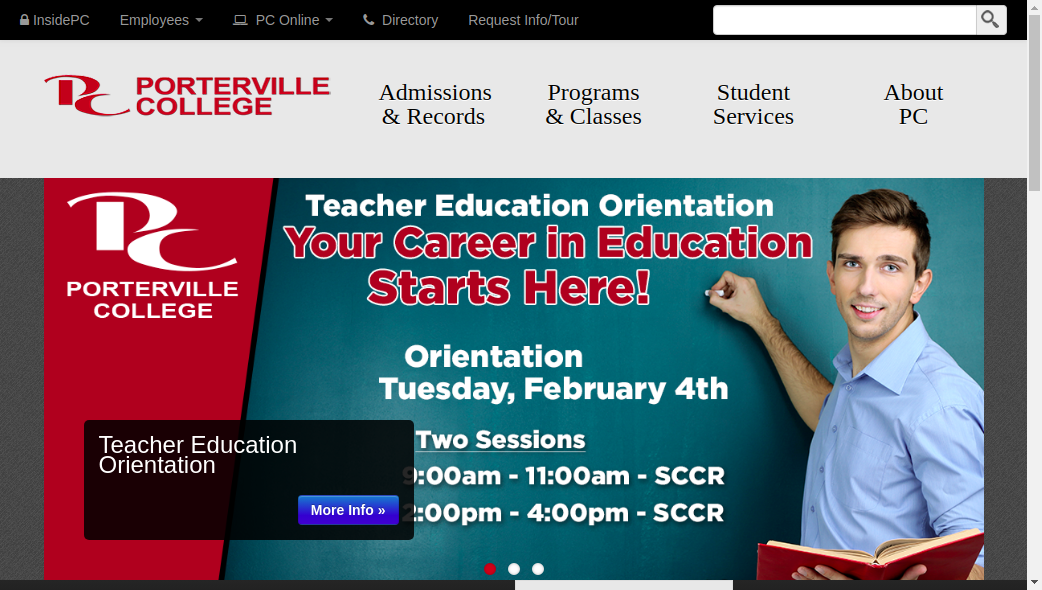 InsidePC Employees PC Online Directory Request Info/Tour
PORTERVILLE
COLLEGE
Admissions
& Records
Programs
& Classes
Student
Services
About
PC
PORTERVILLE
COLLEGE
Teacher Education Orientation
Your Career in Education
Starts Here!
Orientation
Tuesday, February 4th
Two Sessions
9:00am - 11:00am - SCCR
2:00pm - 4:00pm - SCCR
Teacher Education
Orientation
More Info »